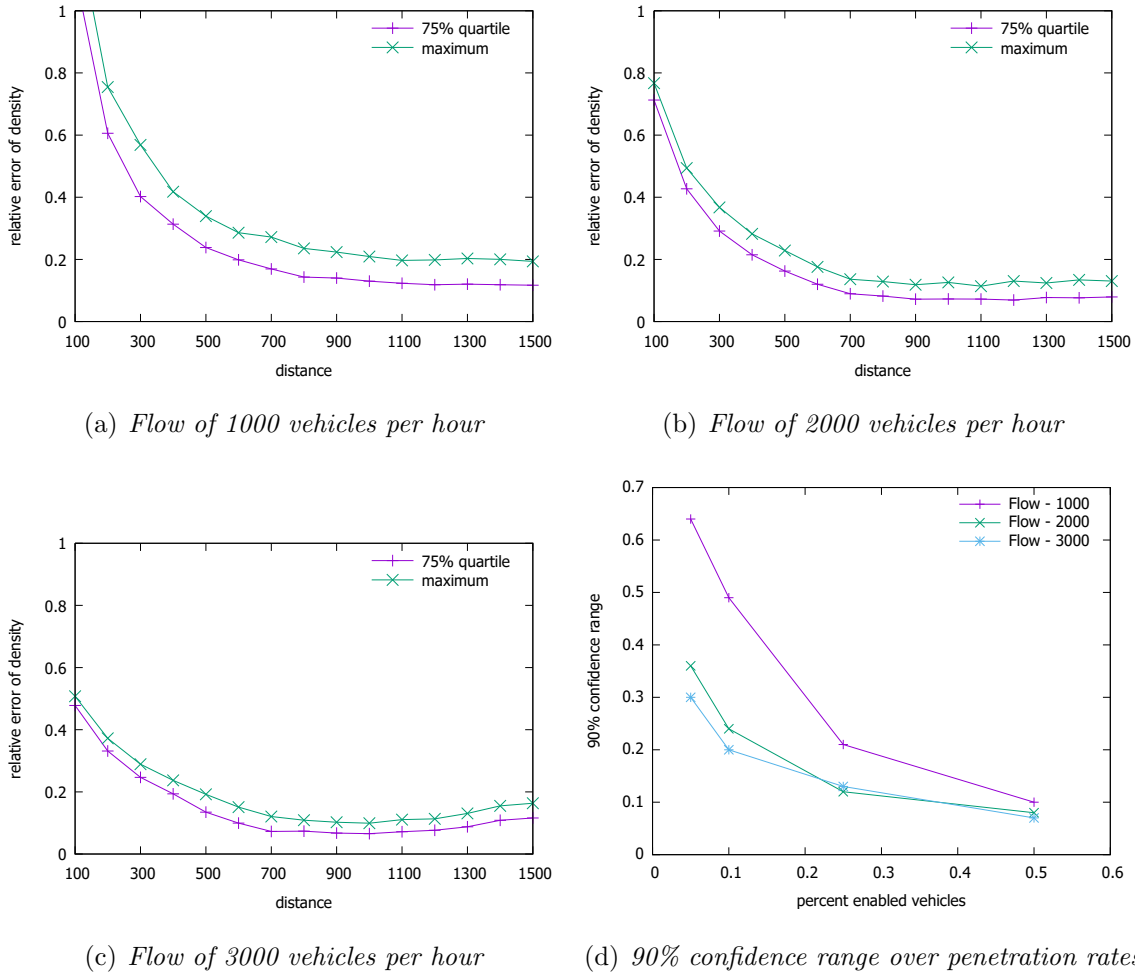 1
0.8
0.6
0.4
0.2
0
relative error of density
75% quartile
maximum
100 300 500 700 900 1100 1300 1500
distance
(a) Flow of 1000 vehicles per hour
1
0.8
0.6
0.4
0.2
0
relative error of density
75% quartile
maximum
100 300 500 700 900 1100 1300 1500
distance
(b) Flow of 2000 vehicles per hour
1
0.8
0.6
0.4
0.2
0
relative error of density
75% quartile
maximum
100 300 500 700 900 1100 1300 1500
distance
(c) Flow of 3000 vehicles per hour
0.7
0.6
0.5
0.4
0.3
0.2
0.1
0
90% confidence range
Flow - 1000
Flow - 2000
Flow - 3000
0 0.1 0.2 0.3 0.4 0.5 0.6
percent enabled vehicles
(d) 90% confidence range over penetration rates